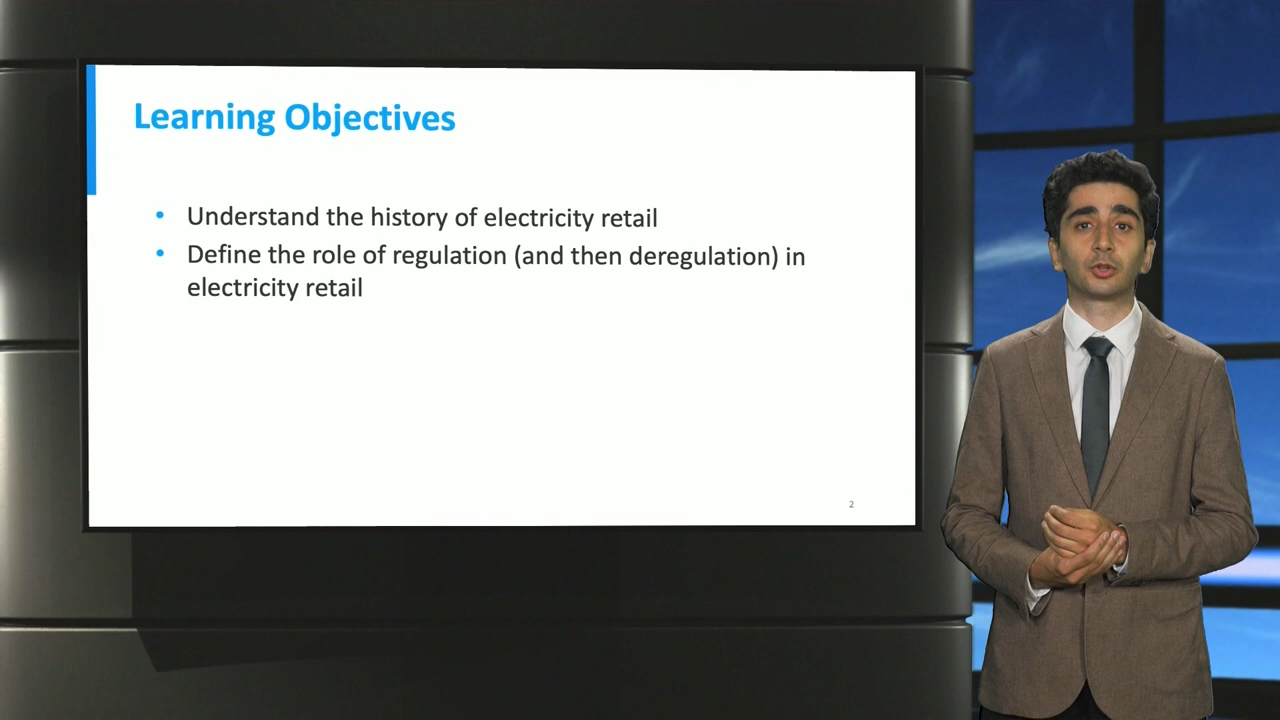 Learning Objectives
• Understand the history of electricity retail
• Define the role of regulation (and then deregulation) in
electricity retail
2